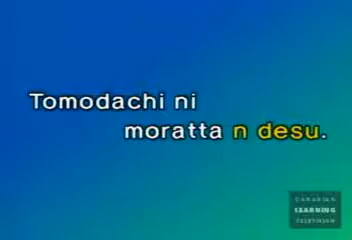 Tomodachi ni
moratta n desu.
CANADIAN
LEARNING
TELEVISION